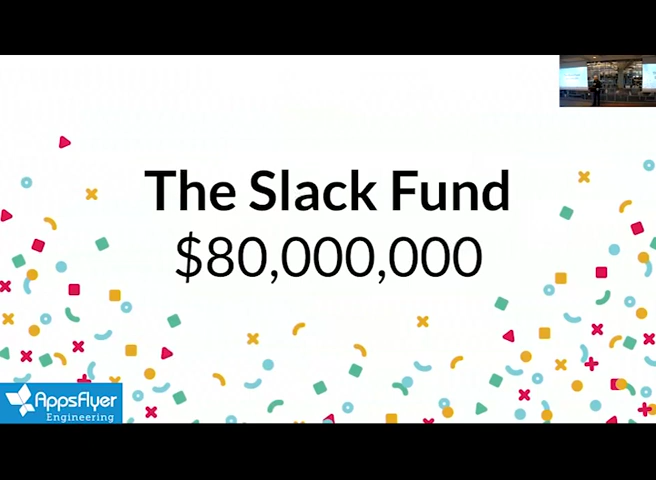 The Slack Fund
$80,000,000
AppsFlyer
Engineering